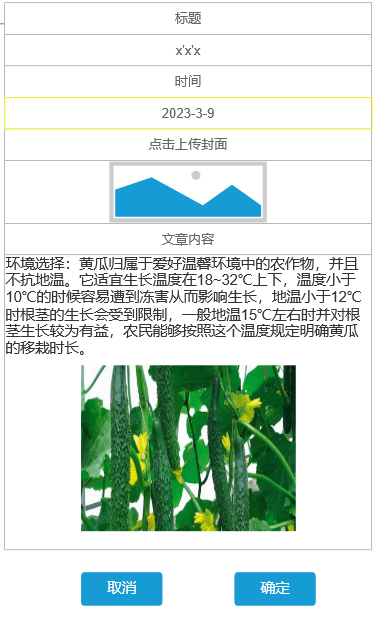 标题
x'x'x
时间
2023-3-9
点击上传封面
文章内容
环境选择：黄瓜归属于爱好温馨环境中的农作物，并且
不抗地温。它适宜生长温度在18~32℃上下，温度小于
10℃的时候容易遭到冻害从而影响生长，地温小于12℃
时根茎的生长会受到限制，一般地温15℃左右时并对根
茎生长较为有益，农民能够按照这个温度规定明确黄瓜
的移栽时长。
取消
确定